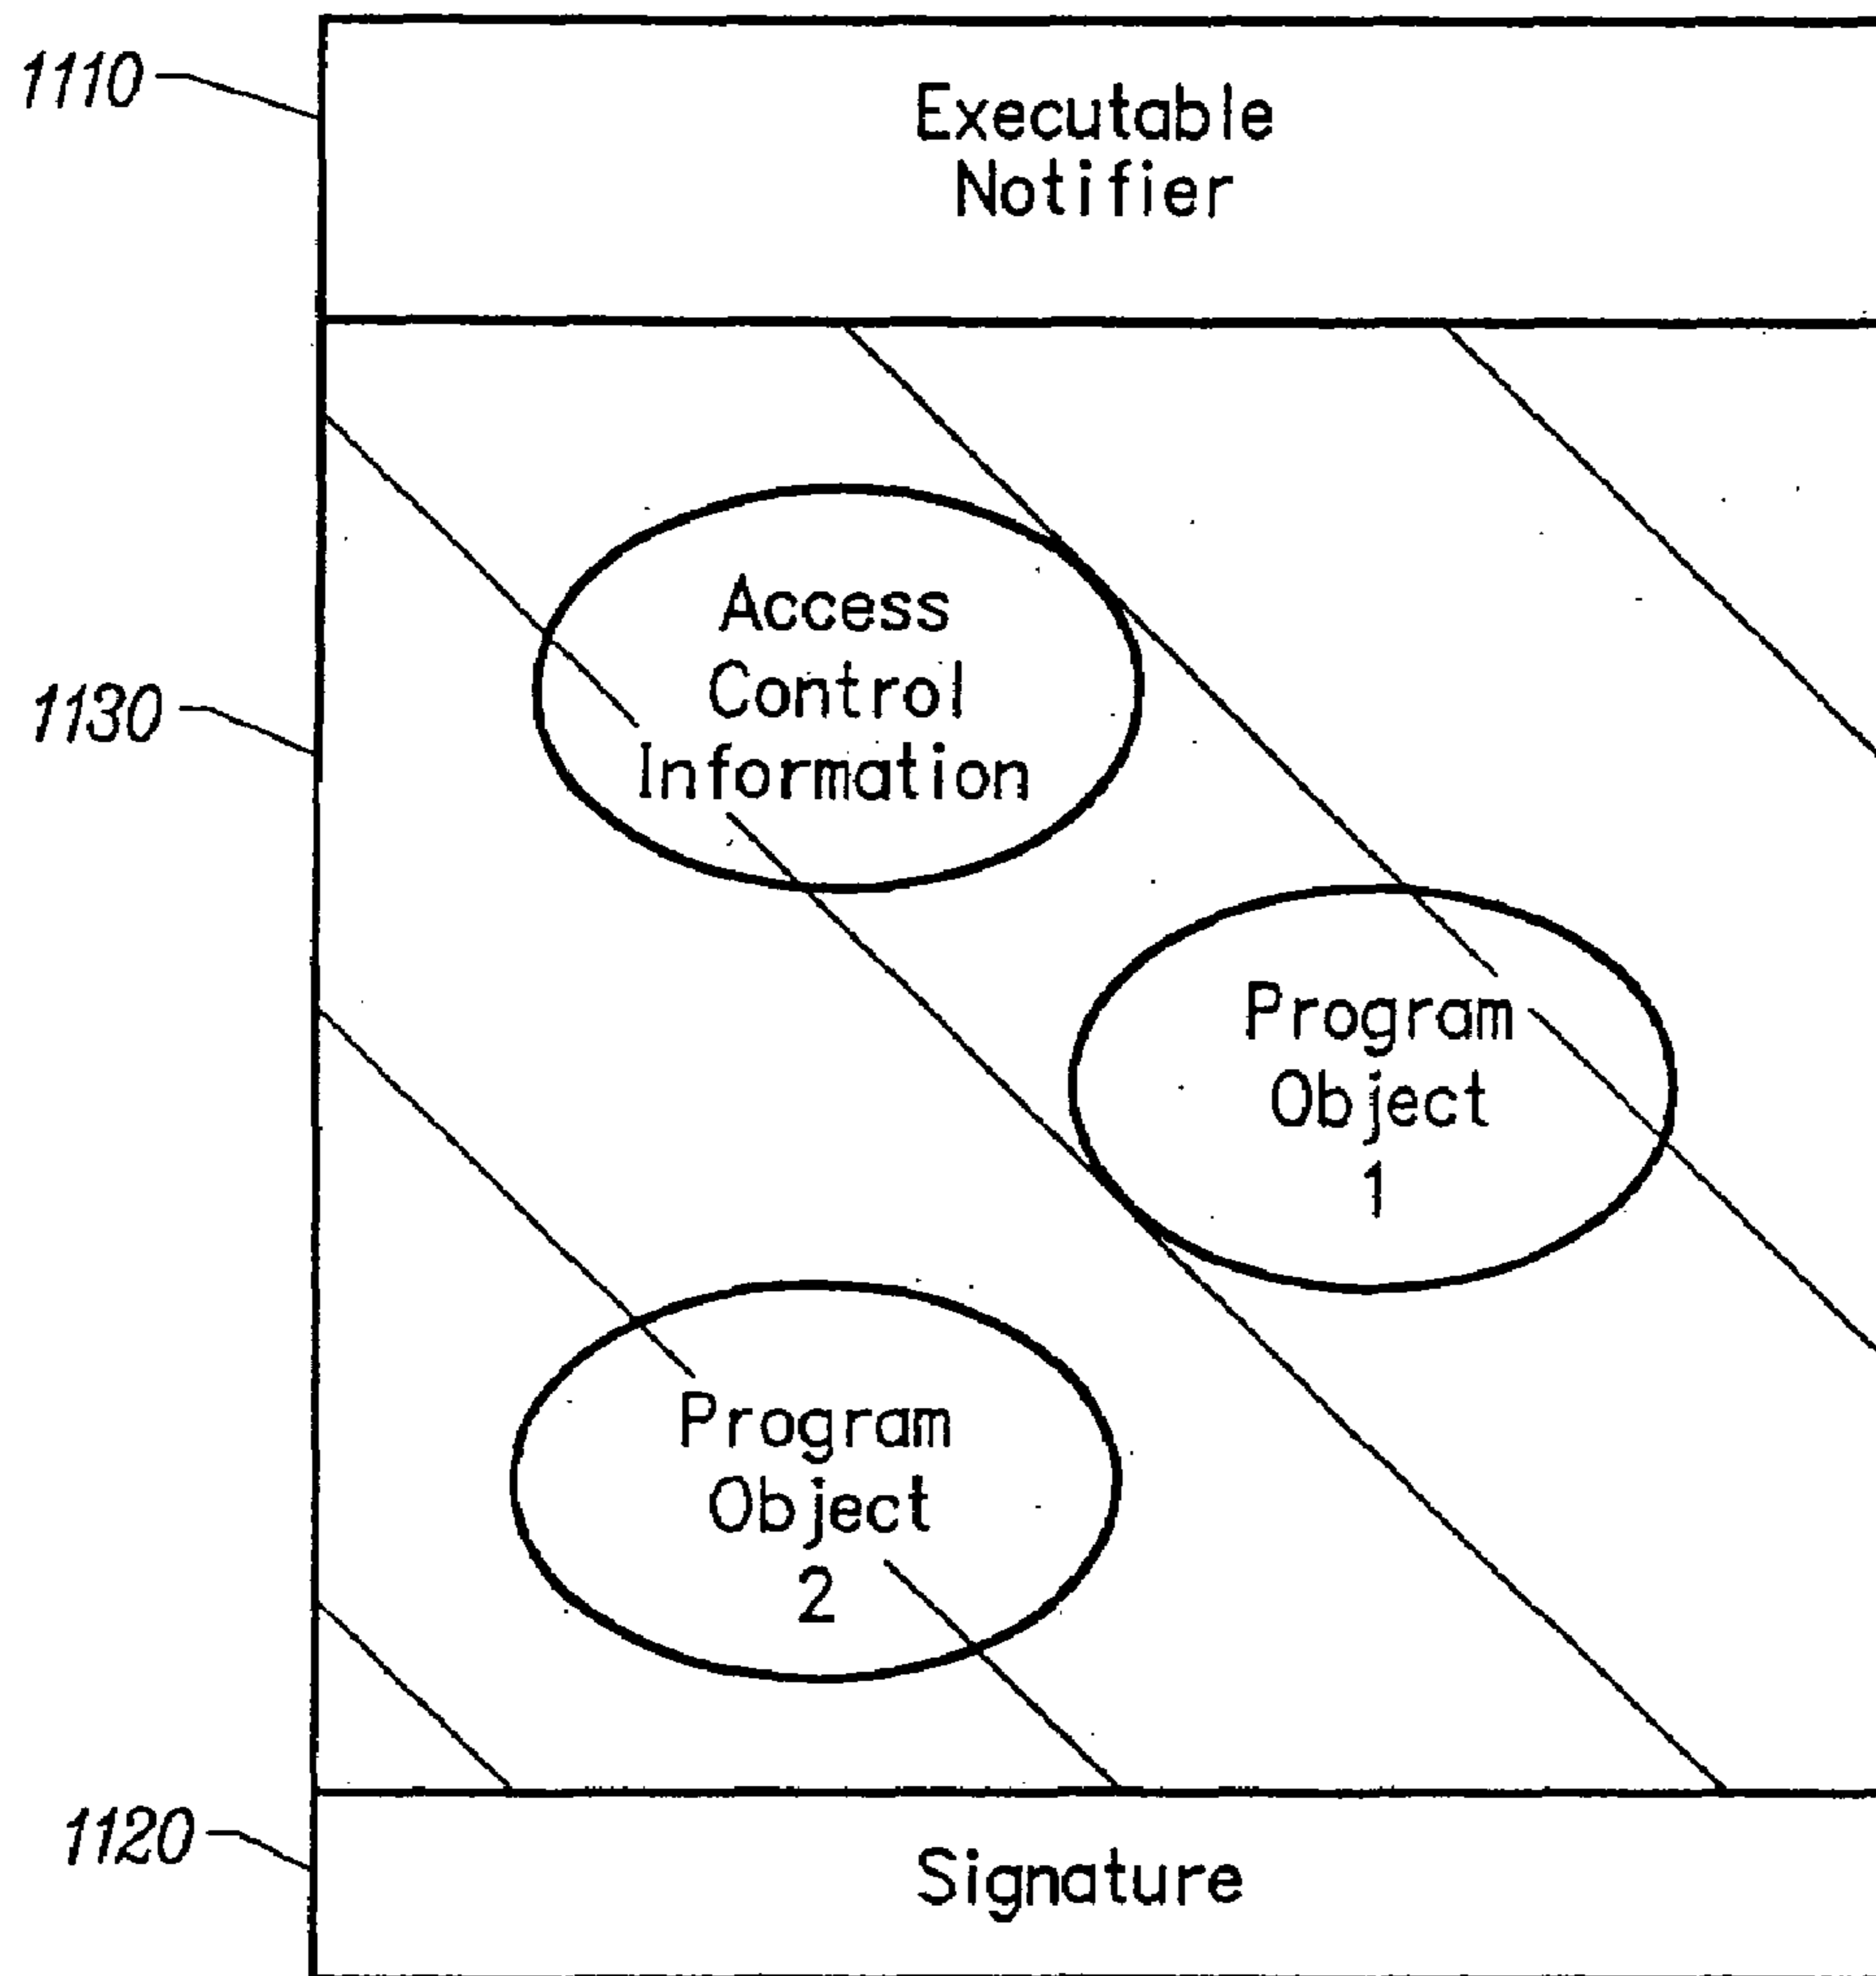 1110
Executable
Notifier
Access
Control
Information
1130
Program
Object
1
Program
Object
2
1120
Signature